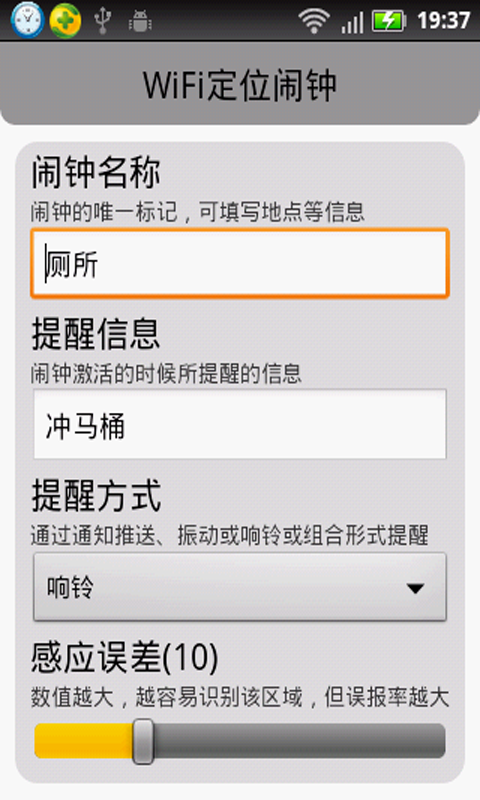 19:37
WiFi定位闹钟
闹钟名称
闹钟的唯一标记，可填写地点等信息
厕所
提醒信息
闹钟激活的时候所提醒的信息
冲马桶
提醒方式
通过通知推送、振动或响铃或组合形式提醒
响铃
感应误差(10)
数值越大，越容易识别该区域，但误报率越大